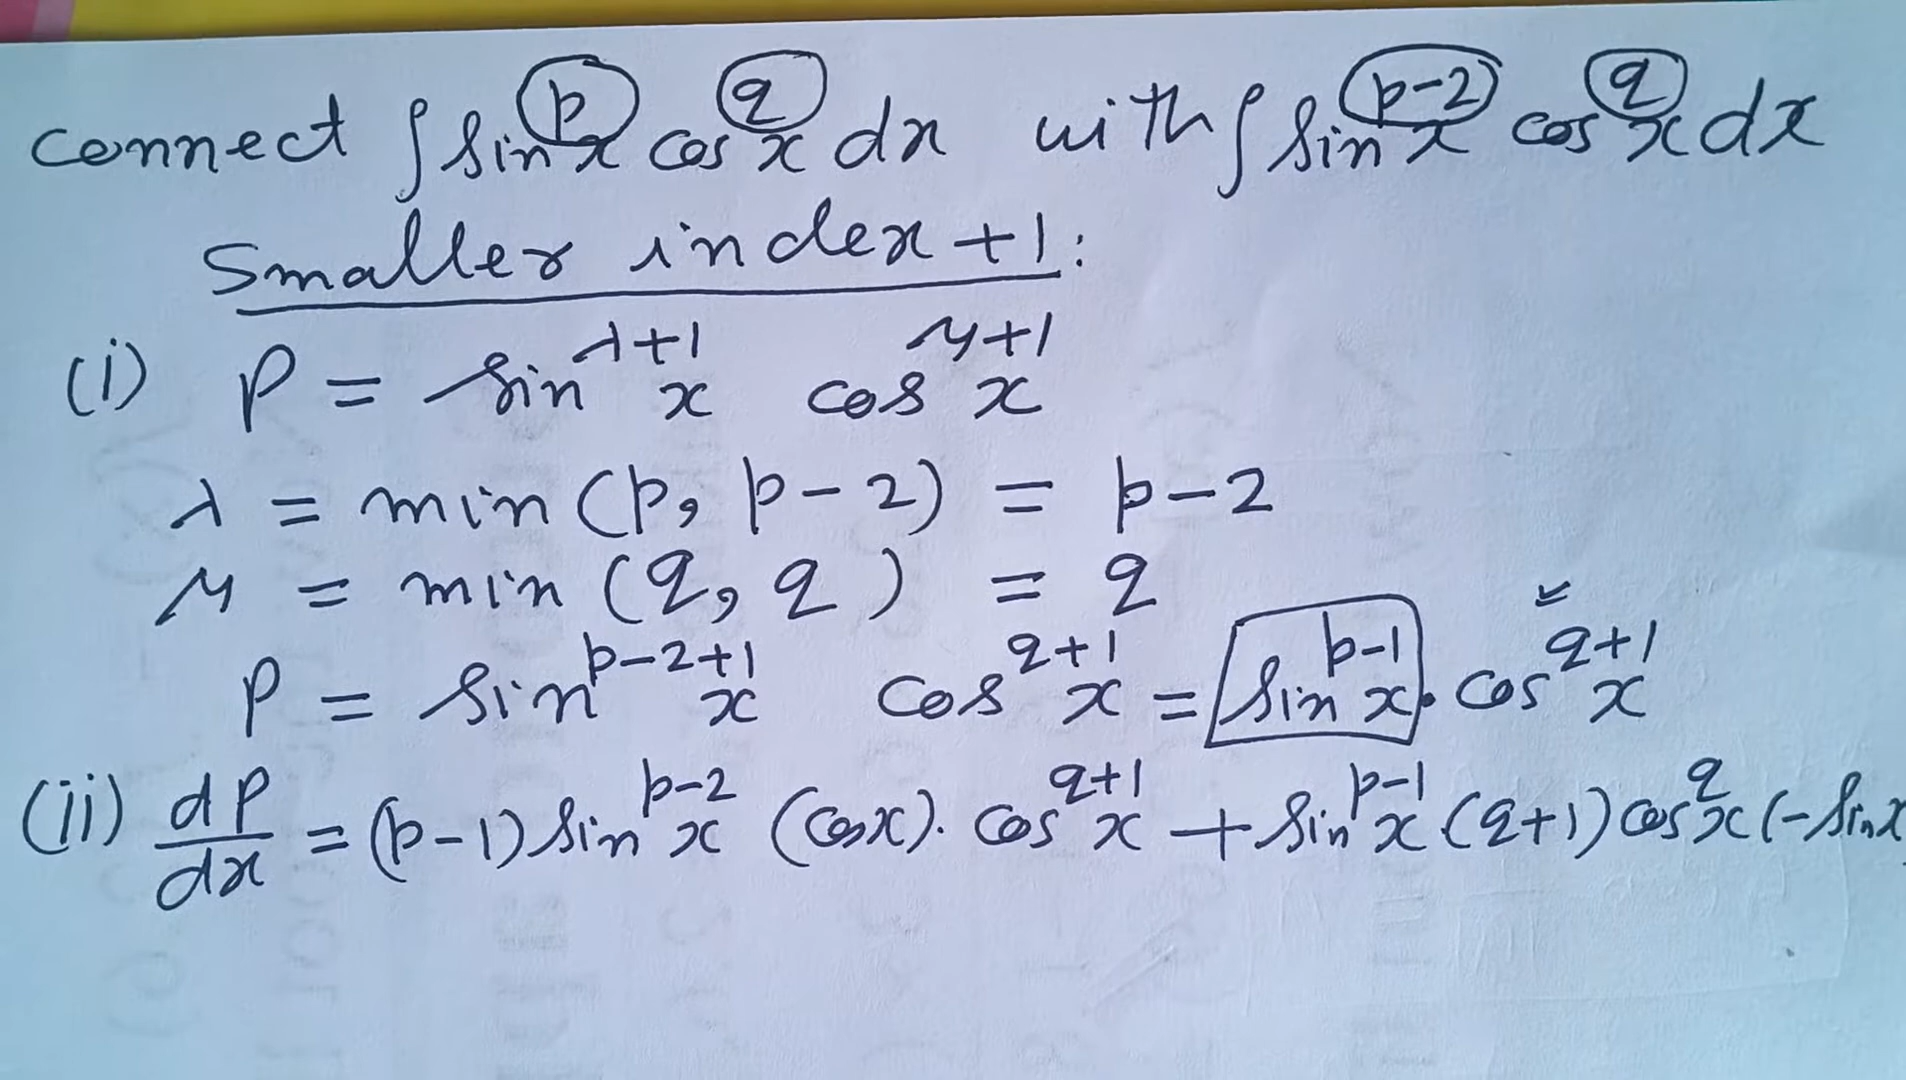 connect ∫ sin^p x cos^q x dx with ∫ sin^(p-2) x cos^q x dx
Smaller index +1:
(i) P = sin^(λ+1) x cos^(μ+1) x
λ = min (p, p-2) = p-2
μ = min (q, q) = q
P = sin^(p-2+1) x cos^(q+1) x = sin^(p-1) x . cos^(q+1) x
(ii) dP/dx = (p-1) sin^(p-2) x (cosx). cos^(q+1) x + sin^(p-1) x (q+1) cos^q x (-sinx